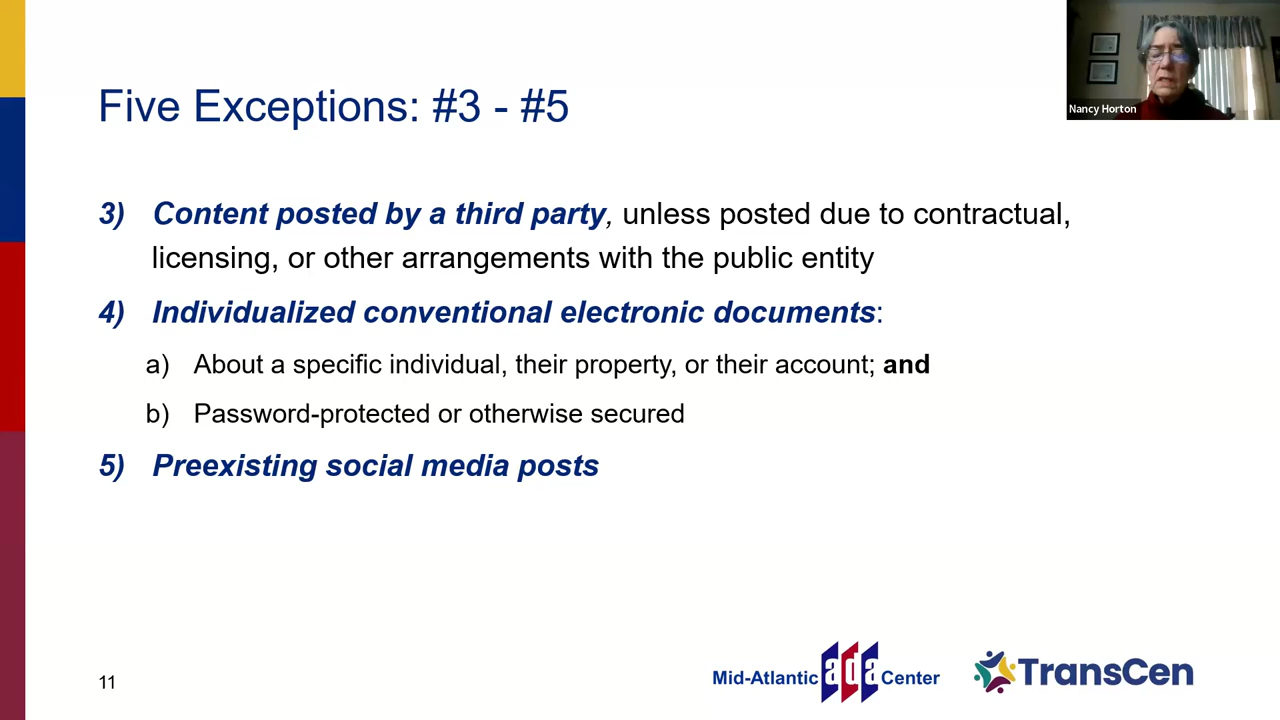 Nancy Horton
Five Exceptions: #3 - #5
3) Content posted by a third party, unless posted due to contractual,
licensing, or other arrangements with the public entity
4) Individualized conventional electronic documents:
a) About a specific individual, their property, or their account; and
b) Password-protected or otherwise secured
5) Preexisting social media posts
11
Mid-Atlantic ada Center
TransCen